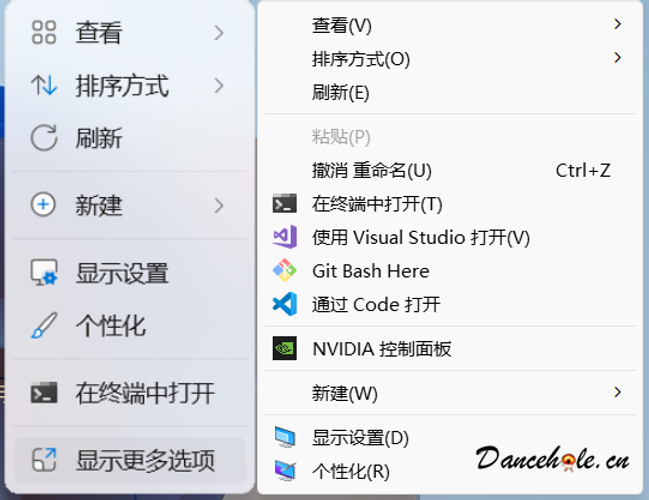 查看
排序方式
刷新
新建
显示设置
个性化
在终端中打开
显示更多选项
查看(V)
排序方式(O)
刷新(E)
粘贴(P)
撤消 重命名(U) Ctrl+Z
在终端中打开(T)
使用 Visual Studio 打开(V)
Git Bash Here
通过 Code 打开
NVIDIA 控制面板
新建(W)
显示设置(D)
个性化(R)
Dancehole.cn